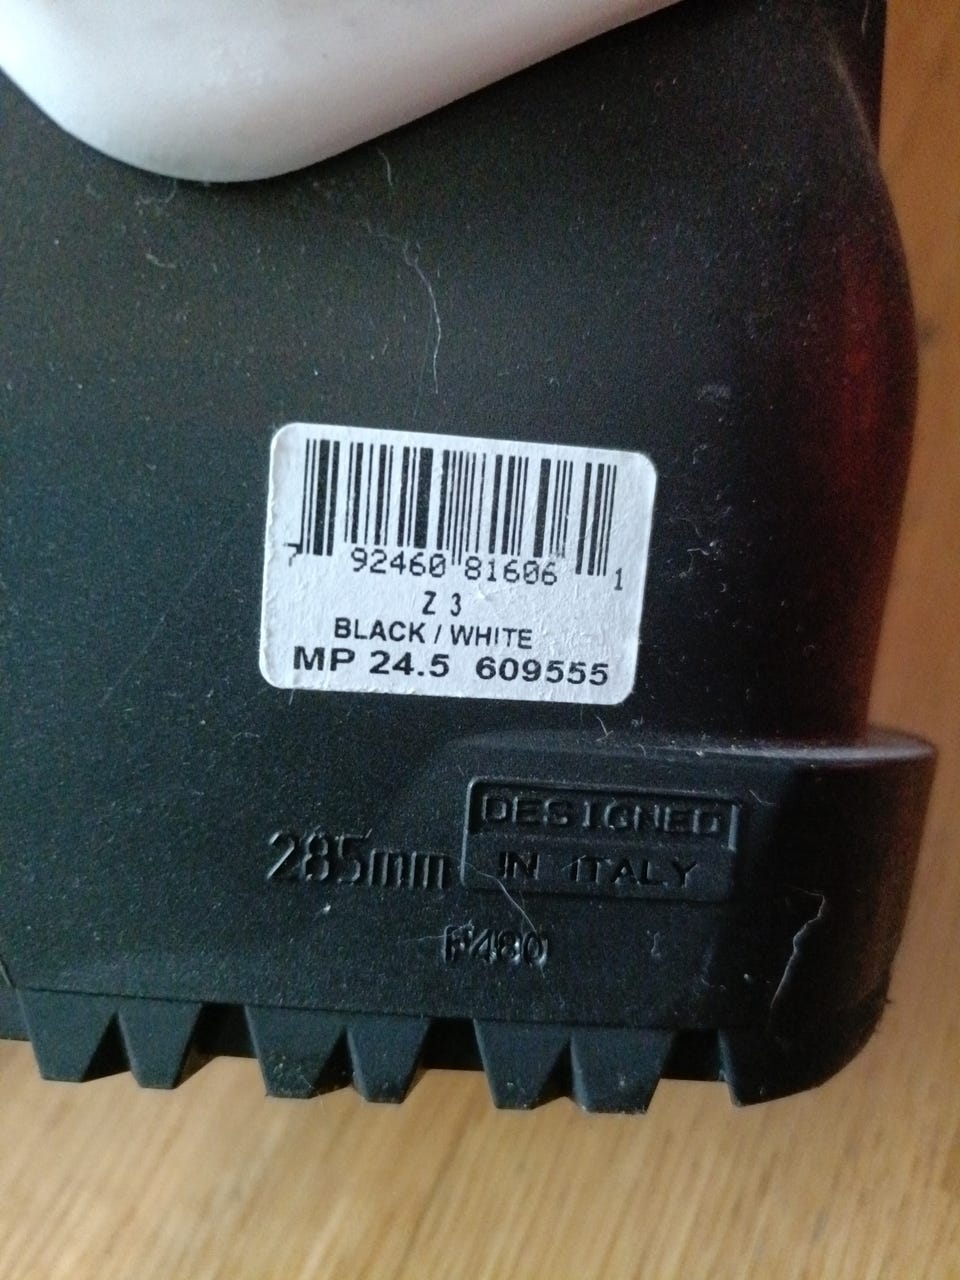 7 92460 81606 1
Z 3
BLACK / WHITE
MP 24.5 609555
DESIGNED
285mm IN ITALY
F480